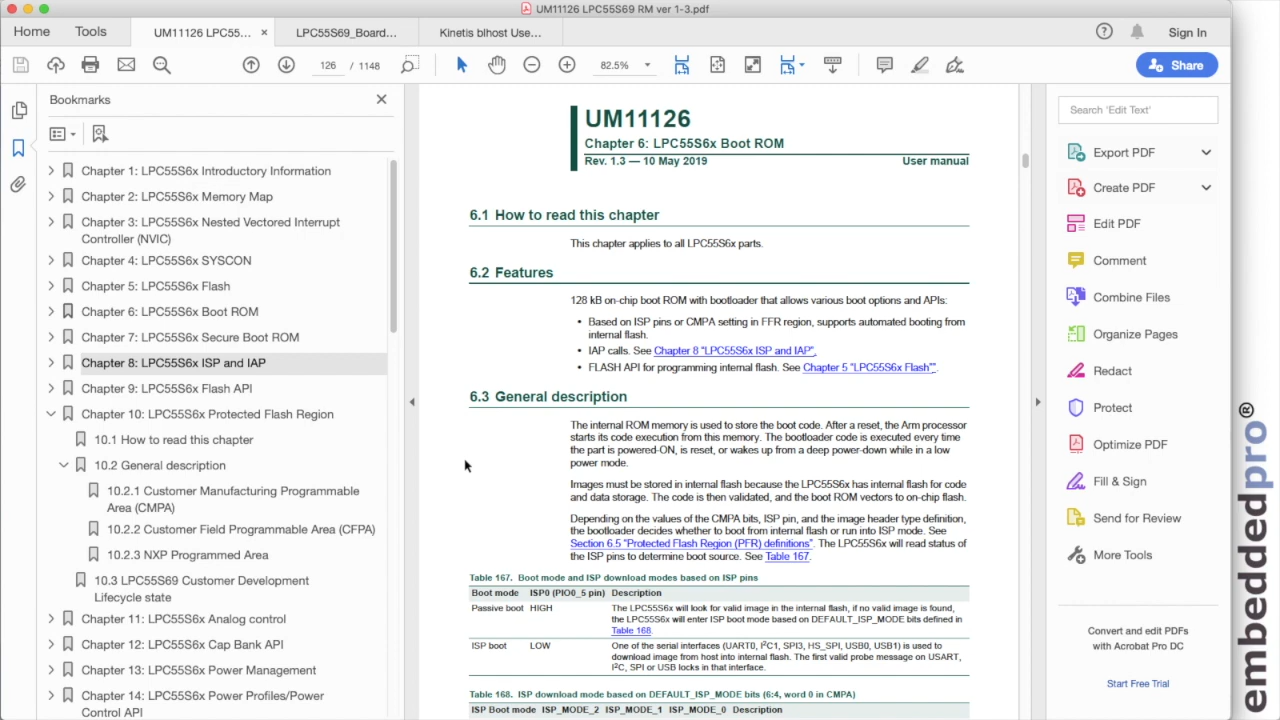 UM11126 LPC55S69 RM ver 1-3.pdf
Home
Tools
UM11126 LPC55...
×
LPC55S69_Board...
Kinetis blhost Use...
Sign In
126 / 1148
82.5%
Share
Bookmarks
Chapter 1: LPC55S6x Introductory Information
Chapter 2: LPC55S6x Memory Map
Chapter 3: LPC55S6x Nested Vectored Interrupt
Controller (NVIC)
Chapter 4: LPC55S6x SYSCON
Chapter 5: LPC55S6x Flash
Chapter 6: LPC55S6x Boot ROM
Chapter 7: LPC55S6x Secure Boot ROM
Chapter 8: LPC55S6x ISP and IAP
Chapter 9: LPC55S6x Flash API
Chapter 10: LPC55S6x Protected Flash Region
10.1 How to read this chapter
10.2 General description
10.2.1 Customer Manufacturing Programmable
Area (CMPA)
10.2.2 Customer Field Programmable Area (CFPA)
10.2.3 NXP Programmed Area
10.3 LPC55S69 Customer Development
Lifecycle state
Chapter 11: LPC55S6x Analog control
Chapter 12: LPC55S6x Cap Bank API
Chapter 13: LPC55S6x Power Management
Chapter 14: LPC55S6x Power Profiles/Power
Control API
UM11126
Chapter 6: LPC55S6x Boot ROM
Rev. 1.3 — 10 May 2019 User manual
6.1 How to read this chapter
This chapter applies to all LPC55S6x parts.
6.2 Features
128 kB on-chip boot ROM with bootloader that allows various boot options and APIs:
• Based on ISP pins or CMPA setting in FFR region, supports automated booting from
internal flash.
• IAP calls. See Chapter 8 "LPC55S6x ISP and IAP".
• FLASH API for programming internal flash. See Chapter 5 "LPC55S6x Flash"".
6.3 General description
The internal ROM memory is used to store the boot code. After a reset, the Arm processor
starts its code execution from this memory. The bootloader code is executed every time
the part is powered-ON, is reset, or wakes up from a deep power-down while in a low
power mode.
Images must be stored in internal flash because the LPC55S6x has internal flash for code
and data storage. The code is then validated, and the boot ROM vectors to on-chip flash.
Depending on the values of the CMPA bits, ISP pin, and the image header type definition,
the bootloader decides whether to boot from internal flash or run into ISP mode. See
Section 6.5 "Protected Flash Region (PFR) definitions". The LPC55S6x will read status of
the ISP pins to determine boot source. See Table 167.
Table 167. Boot mode and ISP download modes based on ISP pins
Boot mode ISP0 (PIO0_5 pin) Description
Passive boot HIGH The LPC55S6x will look for valid image in the internal flash, if no valid image is found,
the LPC55S6x will enter ISP boot mode based on DEFAULT_ISP_MODE bits defined in
Table 168.
ISP boot LOW One of the serial interfaces (UART0, I²C1, SPI3, HS_SPI, USB0, USB1) is used to
download image from host into internal flash. The first valid probe message on USART,
I²C, SPI or USB locks in that interface.
Table 168. ISP download mode based on DEFAULT_ISP_MODE bits (6:4, word 0 in CMPA)
ISP Boot mode ISP_MODE_2 ISP_MODE_1 ISP_MODE_0 Description
Search 'Edit Text'
Export PDF
Create PDF
Edit PDF
Comment
Combine Files
Organize Pages
Redact
Protect
Optimize PDF
Fill & Sign
Send for Review
More Tools
Convert and edit PDFs
with Acrobat Pro DC
Start Free Trial
embeddedpro®